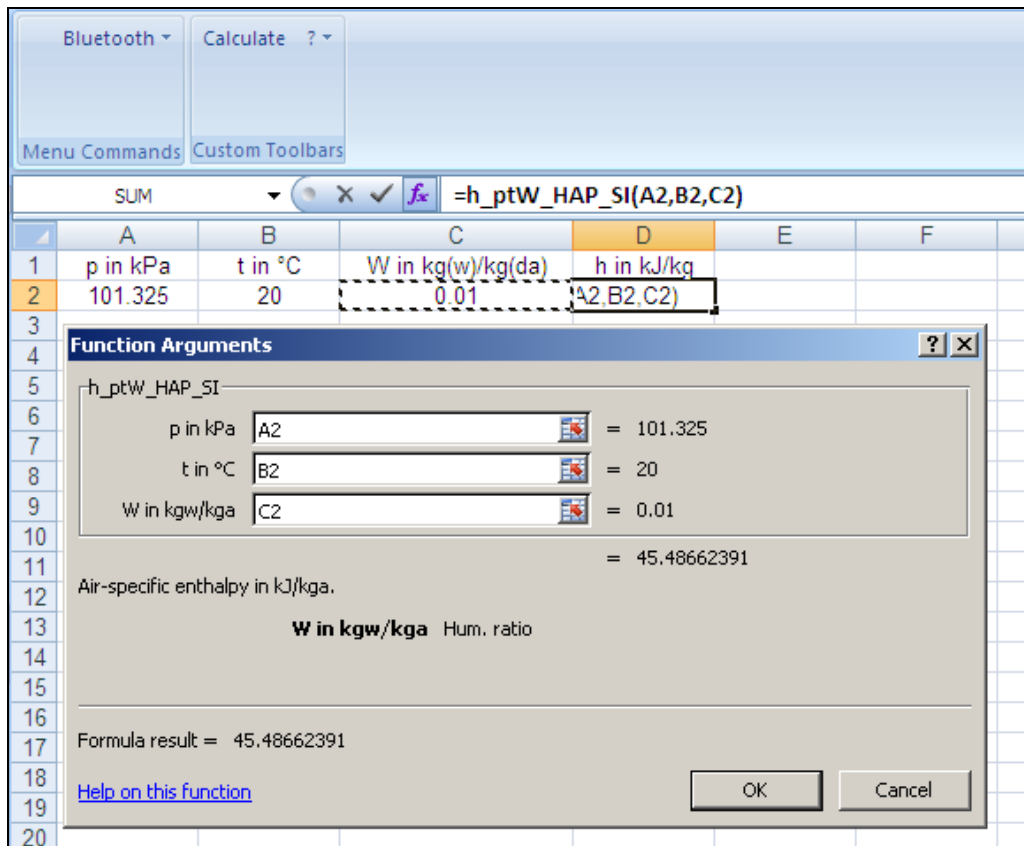 Bluetooth Calculate ?
Menu Commands Custom Toolbars
SUM fx =h_ptW_HAP_SI(A2,B2,C2)
A B C D E F
1 p in kPa t in °C W in kg(w)/kg(da) h in kJ/kg
2 101.325 20 0.01 A2,B2,C2)
3
Function Arguments ? X
4
5 h_ptW_HAP_SI
6 p in kPa A2 = 101.325
7
8 t in °C B2 = 20
9 W in kgw/kga C2 = 0.01
10
11 = 45.48662391
12 Air-specific enthalpy in kJ/kga.
13 W in kgw/kga Hum. ratio
14
15
16
17 Formula result = 45.48662391
18 Help on this function OK Cancel
19
20